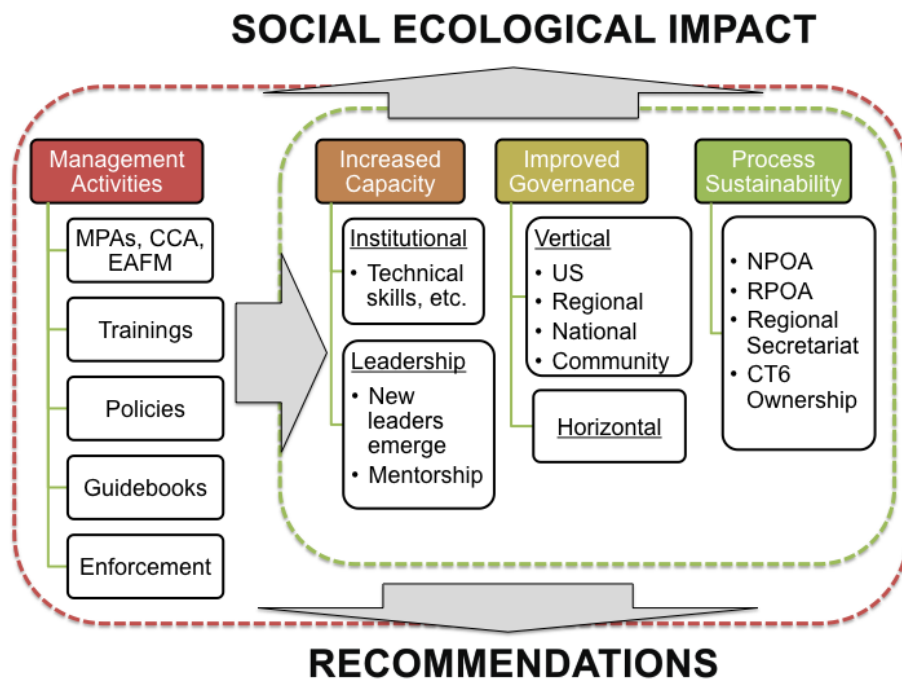 SOCIAL ECOLOGICAL IMPACT
Management
Activities
MPAs, CCA,
EAFM
Trainings
Policies
Guidebooks
Enforcement
Increased
Capacity
Institutional
• Technical
skills, etc.
Leadership
• New
leaders
emerge
• Mentorship
Improved
Governance
Vertical
• US
• Regional
• National
• Community
Horizontal
Process
Sustainability
• NPOA
• RPOA
• Regional
Secretariat
• CT6
Ownership
RECOMMENDATIONS